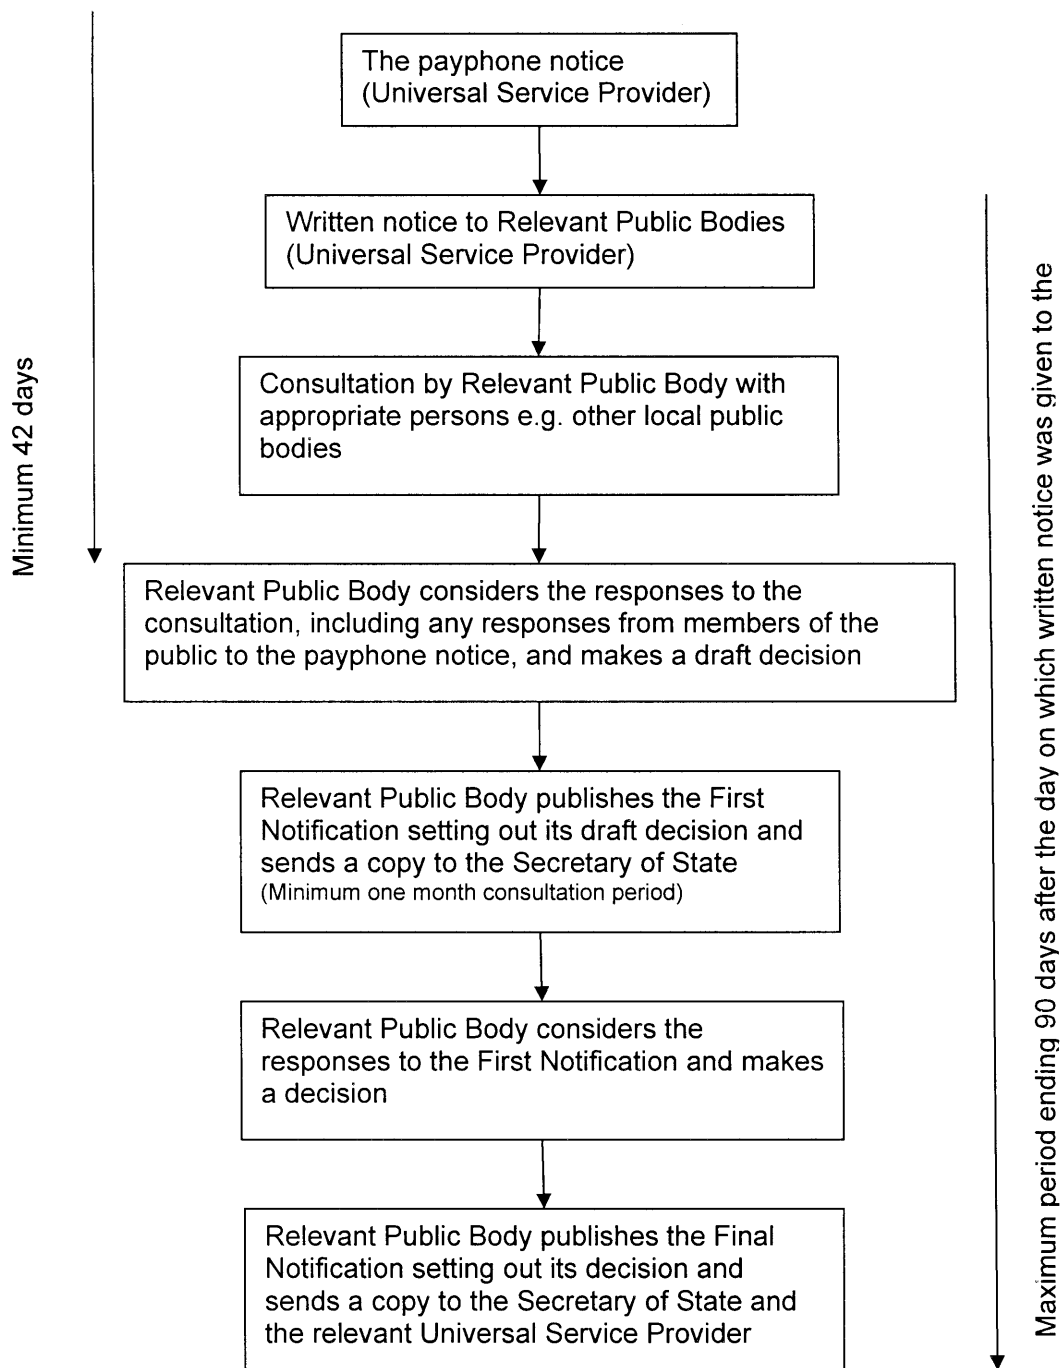 The payphone notice
(Universal Service Provider)
Written notice to Relevant Public Bodies
(Universal Service Provider)
Consultation by Relevant Public Body with
appropriate persons e.g. other local public
bodies
Minimum 42 days
Relevant Public Body considers the responses to the
consultation, including any responses from members of the
public to the payphone notice, and makes a draft decision
Relevant Public Body publishes the First
Notification setting out its draft decision and
sends a copy to the Secretary of State
(Minimum one month consultation period)
Relevant Public Body considers the
responses to the First Notification and makes
a decision
Relevant Public Body publishes the Final
Notification setting out its decision and
sends a copy to the Secretary of State and
the relevant Universal Service Provider
Maximum period ending 90 days after the day on which written notice was given to the